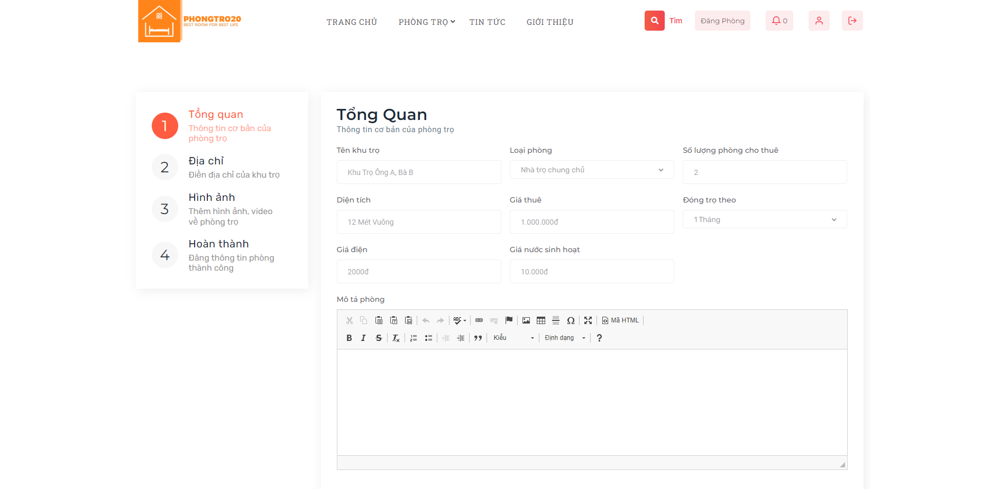 PHONGTRO20
BEST ROOM FOR BEST LIFE
TRANG CHỦ
PHÒNG TRỌ
TIN TỨC
GIỚI THIỆU
Tìm
Đăng Phòng
0
1
Tổng quan
Thông tin cơ bản của
phòng trọ
2
Địa chỉ
Điền địa chỉ của khu trọ
3
Hình ảnh
Thêm hình ảnh, video
về phòng trọ
4
Hoàn thành
Đăng thông tin phòng
thành công
Tổng Quan
Thông tin cơ bản của phòng trọ
Tên khu trọ
Loại phòng
Số lượng phòng cho thuê
Khu Trọ Ông A, Bà B
Nhà trọ chung chủ
2
Diện tích
Giá thuê
Đóng trọ theo
12 Mét Vuông
1.000.000đ
1 Tháng
Giá điện
Giá nước sinh hoạt
2000đ
10.000đ
Mô tả phòng
Mã HTML
Kiểu
Định dạng